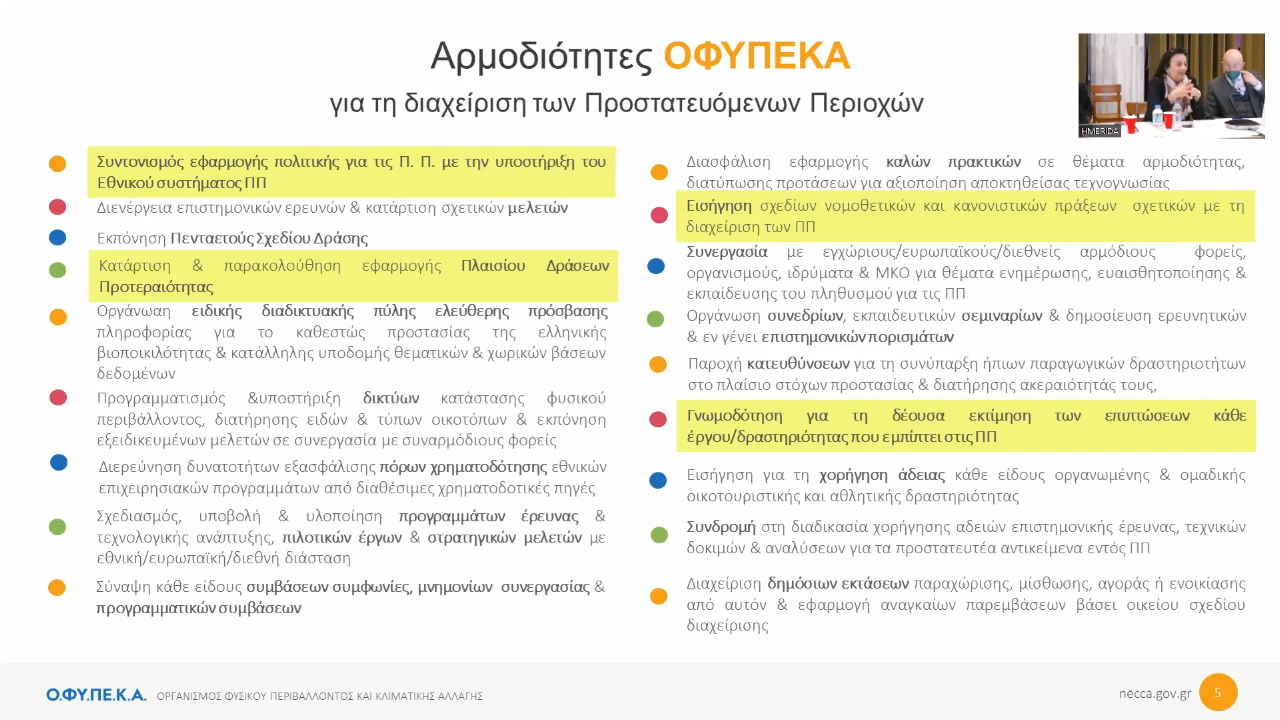 Αρμοδιότητες ΟΦΥΠΕΚΑ
για τη διαχείριση των Προστατευόμενων Περιοχών
HMERIDA
Συντονισμός εφαρμογής πολιτικής για τις Π. Π. με την υποστήριξη του
Εθνικού συστήματος ΠΠ
Διενέργεια επιστημονικών ερευνών & κατάρτιση σχετικών μελετών
Εκπόνηση Πενταετούς Σχεδίου Δράσης
Κατάρτιση & παρακολούθηση εφαρμογής Πλαισίου Δράσεων
Προτεραιότητας
Οργάνωαη ειδικής διαδικτυακής πύλης ελεύθερης πρόσβασης
πληροφορίας για το καθεστώς προστασίας της ελληνικής
βιοποικιλότητας & κατάλληλης υποδομής θεματικών & χωρικών βάσεων
δεδομένων
Προγραμματισμός &υποστήριξη δικτύων κατάστασης φυσικού
περιβάλλοντος, διατήρησης ειδών & τύπων οικοτόπων & εκπόνηση
εξειδικευμένων μελετών σε συνεργασία με συναρμόδιους φορείς
Διερεύνηση δυνατοτήτων εξασφάλισης πόρων χρηματοδότησης εθνικών
επιχειρησιακών προγραμμάτων από διαθέσιμες χρηματοδοτικές πηγές
Σχεδιασμός, υποβολή & υλοποίηση προγραμμάτων έρευνας &
τεχνολογικής ανάπτυξης, πιλοτικών έργων & στρατηγικών μελετών με
εθνική/ευρωπαϊκή/διεθνή διάσταση
Σύναψη κάθε είδους συμβάσεων συμφωνίες, μνημονίων συνεργασίας &
προγραμματικών συμβάσεων
Διασφάλιση εφαρμογής καλών πρακτικών σε θέματα αρμοδιότητας,
διατύπωσης προτάσεων για αξιοποίηση αποκτηθείσας τεχνογνωσίας
Εισήγηση σχεδίων νομοθετικών και κανονιστικών πράξεων σχετικών με τη
διαχείριση των ΠΠ
Συνεργασία με εγχώριους/ευρωπαϊκούς/διεθνείς αρμόδιους φορείς,
οργανισμούς, ιδρύματα & ΜΚΟ για θέματα ενημέρωσης, ευαισθητοποίησης &
εκπαίδευσης του πληθυσμού για τις ΠΠ
Οργάνωση συνεδρίων, εκπαιδευτικών σεμιναρίων & δημοσίευση ερευνητικών
& εν γένει επιστημονικών πορισμάτων
Παροχή κατευθύνσεων για τη συνύπαρξη ήπιων παραγωγικών δραστηριοτήτων
στο πλαίσιο στόχων προστασίας & διατήρησης ακεραιότητάς τους,
Γνωμοδότηση για τη δέουσα εκτίμηση των επιπτώσεων κάθε
έργου/δραστηριότητας που εμπίπτει στις ΠΠ
Εισήγηση για τη χορήγηση άδειας κάθε είδους οργανωμένης & ομαδικής
οικοτουριστικής και αθλητικής δραστηριότητας
Συνδρομή στη διαδικασία χορήγησης αδειών επιστημονικής έρευνας, τεχνικών
δοκιμών & αναλύσεων για τα προστατευτέα αντικείμενα εντός ΠΠ
Διαχείριση δημόσιων εκτάσεων παραχώρισης, μίσθωσης, αγοράς ή ενοικίασης
από αυτόν & εφαρμογή αναγκαίων παρεμβάσεων βάσει οικείου σχεδίου
διαχείρισης
Ο.ΦΥ.ΠΕ.Κ.Α. ΟΡΓΑΝΙΣΜΟΣ ΦΥΣΙΚΟΥ ΠΕΡΙΒΑΛΛΟΝΤΟΣ ΚΑΙ ΚΛΙΜΑΤΙΚΗΣ ΑΛΛΑΓΗΣ
necca.gov.gr 5